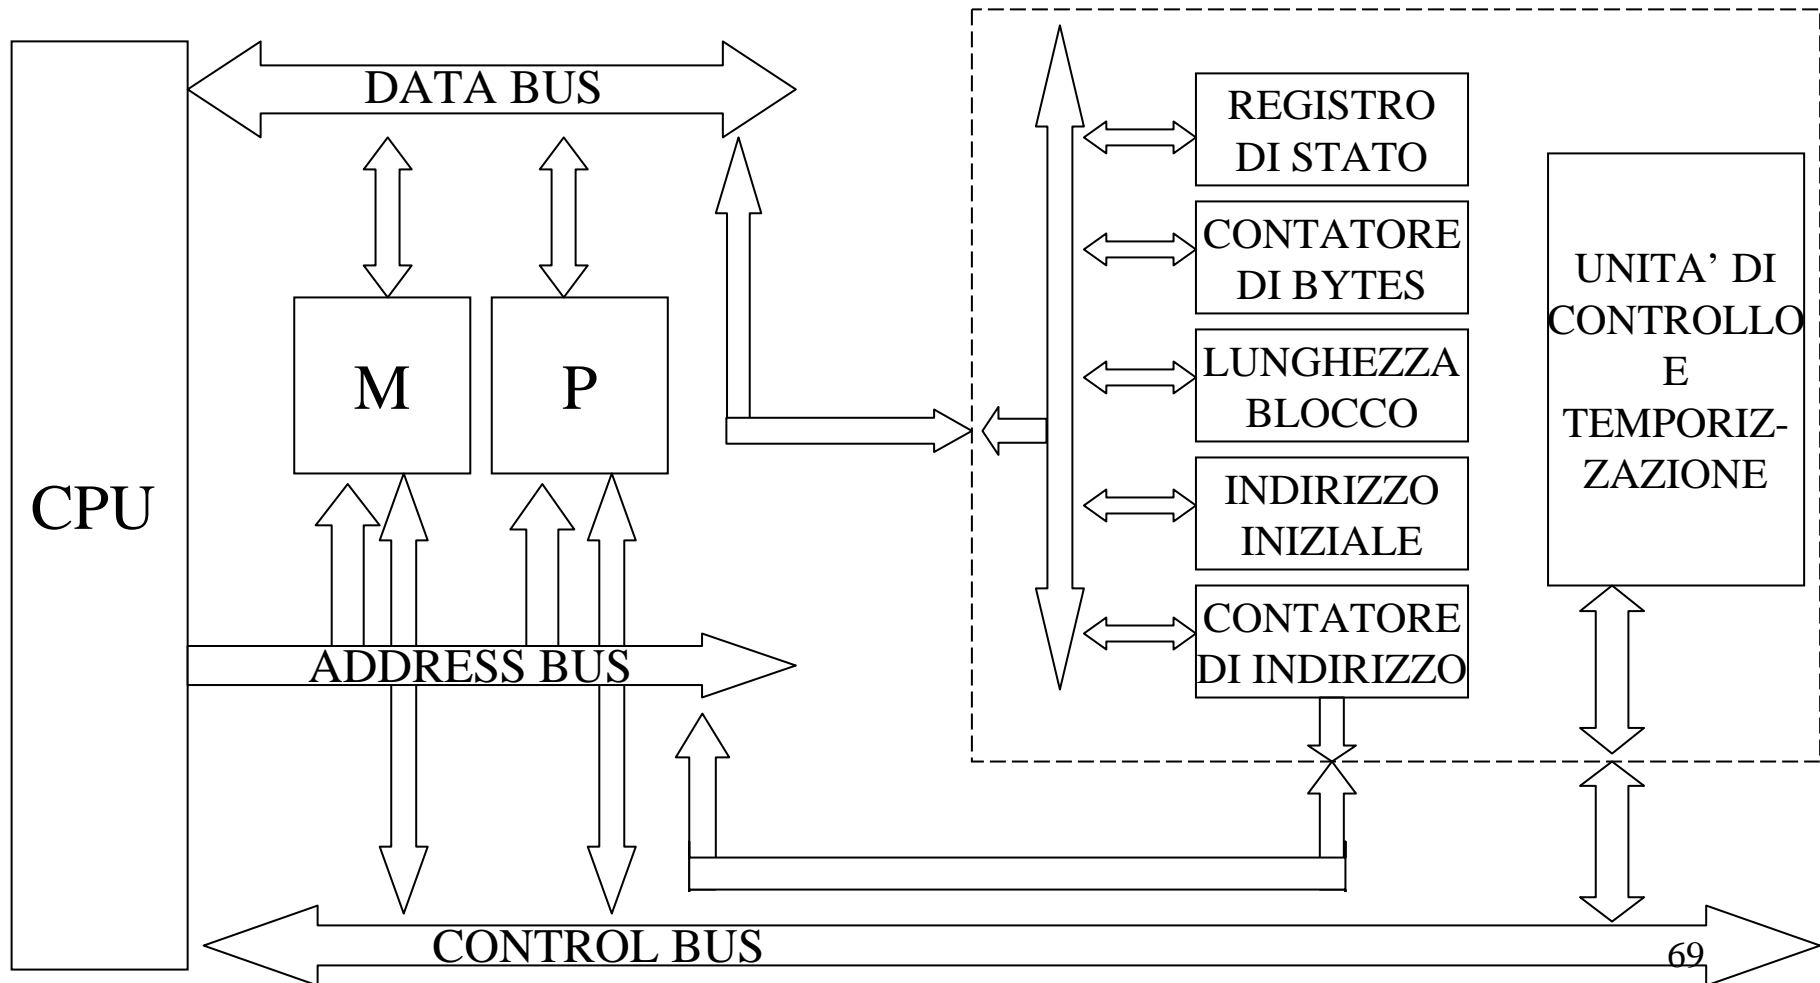 DATA BUS
REGISTRO
DI STATO
CONTATORE
DI BYTES
LUNGHEZZA
BLOCCO
INDIRIZZO
INIZIALE
CONTATORE
DI INDIRIZZO
UNITA’ DI
CONTROLLO
E
TEMPORIZ-
ZAZIONE
M
P
CPU
ADDRESS BUS
CONTROL BUS
69